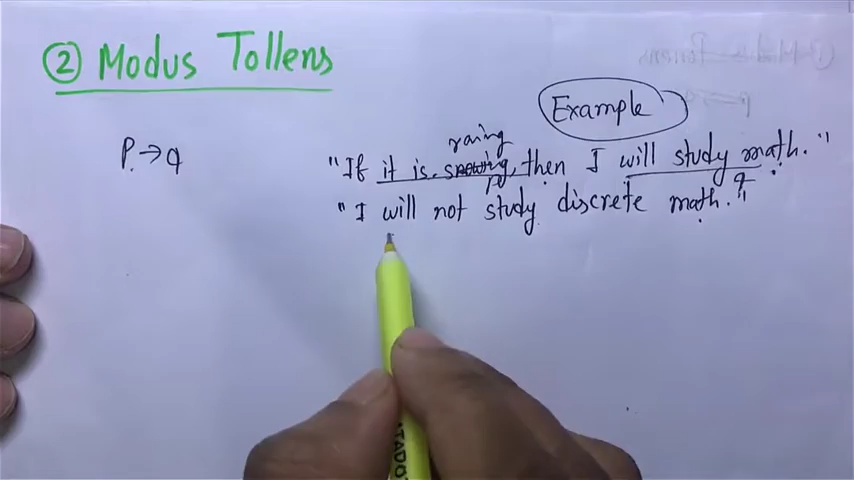 ② Modus Tollens
Example
P → q
raining
"If it is snowing, then I will study math."
p
q
"I will not study discrete math."